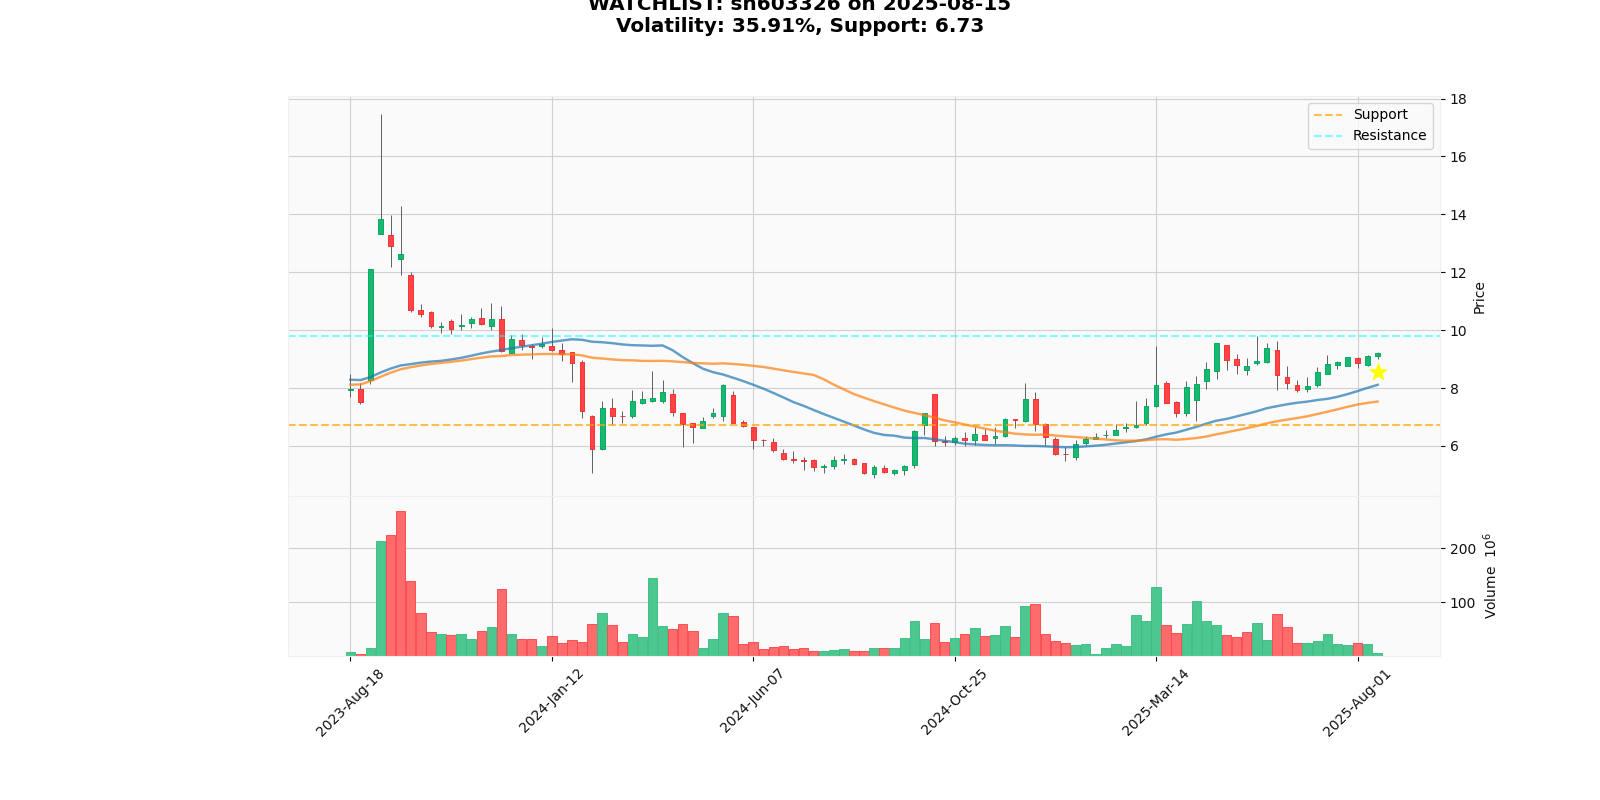 WATCHLIST: sh603326 on 2025-08-15
Volatility: 35.91%, Support: 6.73
Support
Resistance
18
16
14
12
10
8
6
Price
200
100
Volume 10⁶
2023-Aug-18
2024-Jan-12
2024-Jun-07
2024-Oct-25
2025-Mar-14
2025-Aug-01